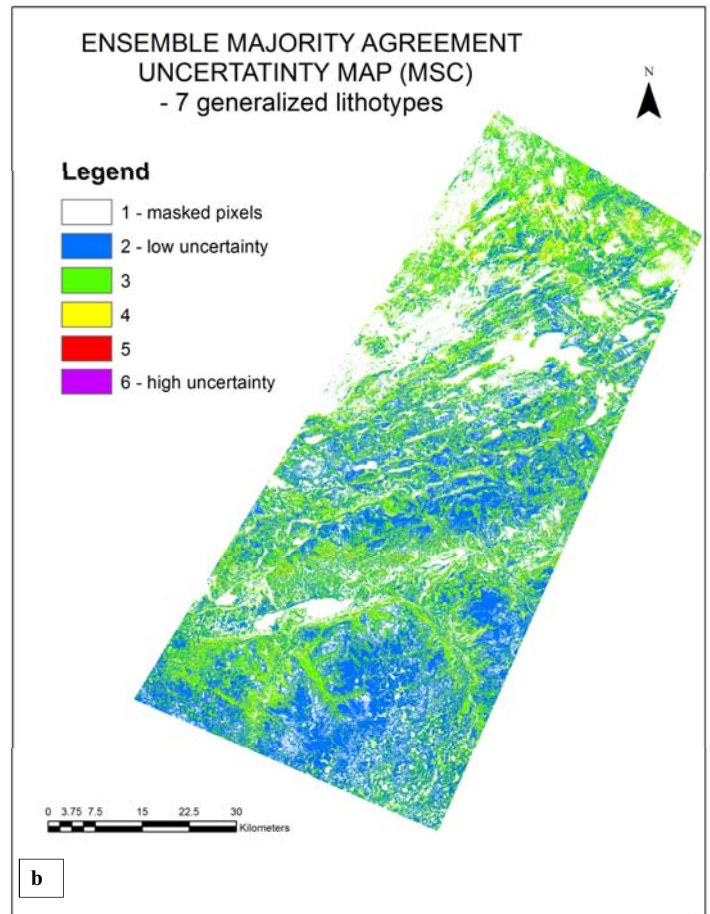 ENSEMBLE MAJORITY AGREEMENT
UNCERTATINTY MAP (MSC)
- 7 generalized lithotypes
N
Legend
1 - masked pixels
2 - low uncertainty
3
4
5
6 - high uncertainty
0 3.75 7.5 15 22.5 30
Kilometers
b